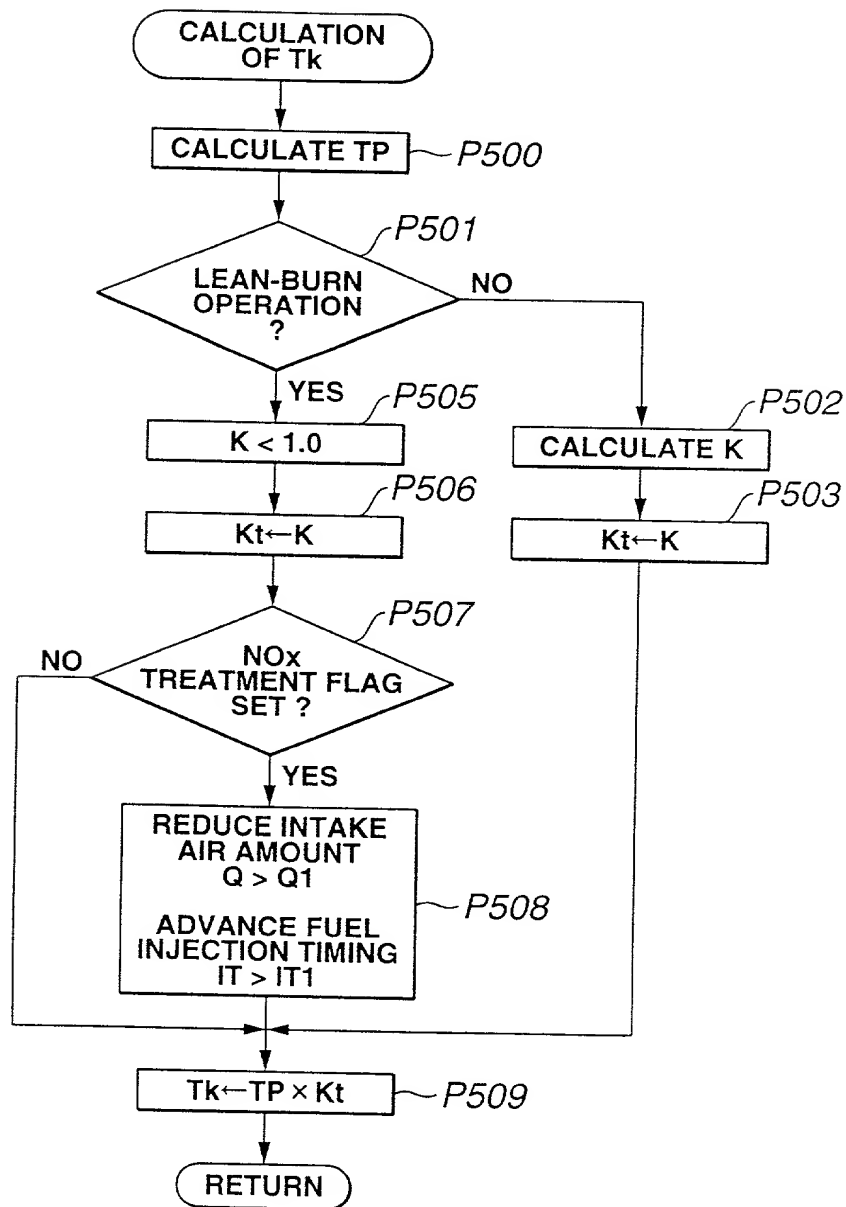 CALCULATION
OF Tk
CALCULATE TP
P500
P501
LEAN-BURN
OPERATION
?
NO
YES
P505
K < 1.0
P502
CALCULATE K
P506
Kt←K
P503
Kt←K
P507
NO
NOx
TREATMENT FLAG
SET ?
YES
REDUCE INTAKE
AIR AMOUNT
Q > Q1
ADVANCE FUEL
INJECTION TIMING
IT > IT1
P508
Tk←TP × Kt
P509
RETURN